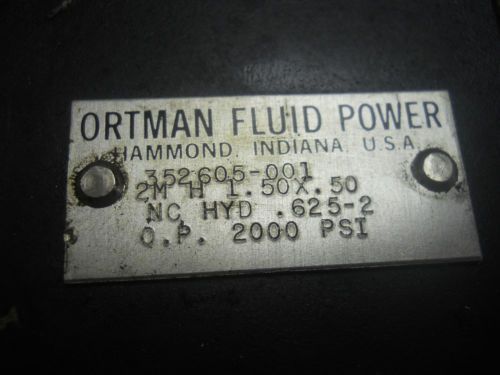 ORTMAN FLUID POWER
HAMMOND, INDIANA, U.S.A.
352605-001
2M H 1.50X.50
NC HYD .625-2
O.P. 2000 PSI